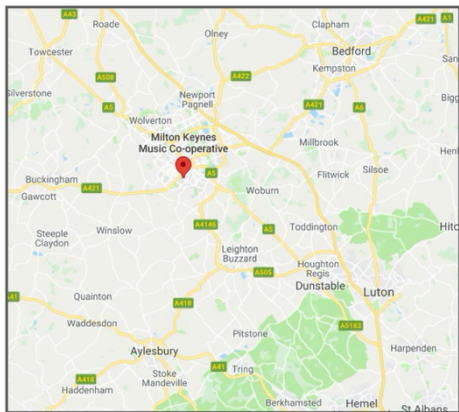 A43
Roade
Olney
Clapham
A421
A1
Towcester
Bedford
A508
A422
Kempston
San
Silverstone
Newport
Pagnell
A421
Bigg
A5
A6
Wolverton
Milton Keynes
Music Co-operative
Millbrook
Henl
A5
Flitwick
Silsoe
Buckingham
A421
Woburn
Gawcott
A4146
A5
Toddington
Hitc
Steeple
Claydon
Winslow
Leighton
Buzzard
Houghton
Regis
A505
Dunstable
Luton
A41
Quainton
A418
Waddesdon
A5183
Pitstone
Harpenden
Aylesbury
A41
Tring
Stoke
Mandeville
A418
Haddenham
Berkhamsted
Hemel
St Albans